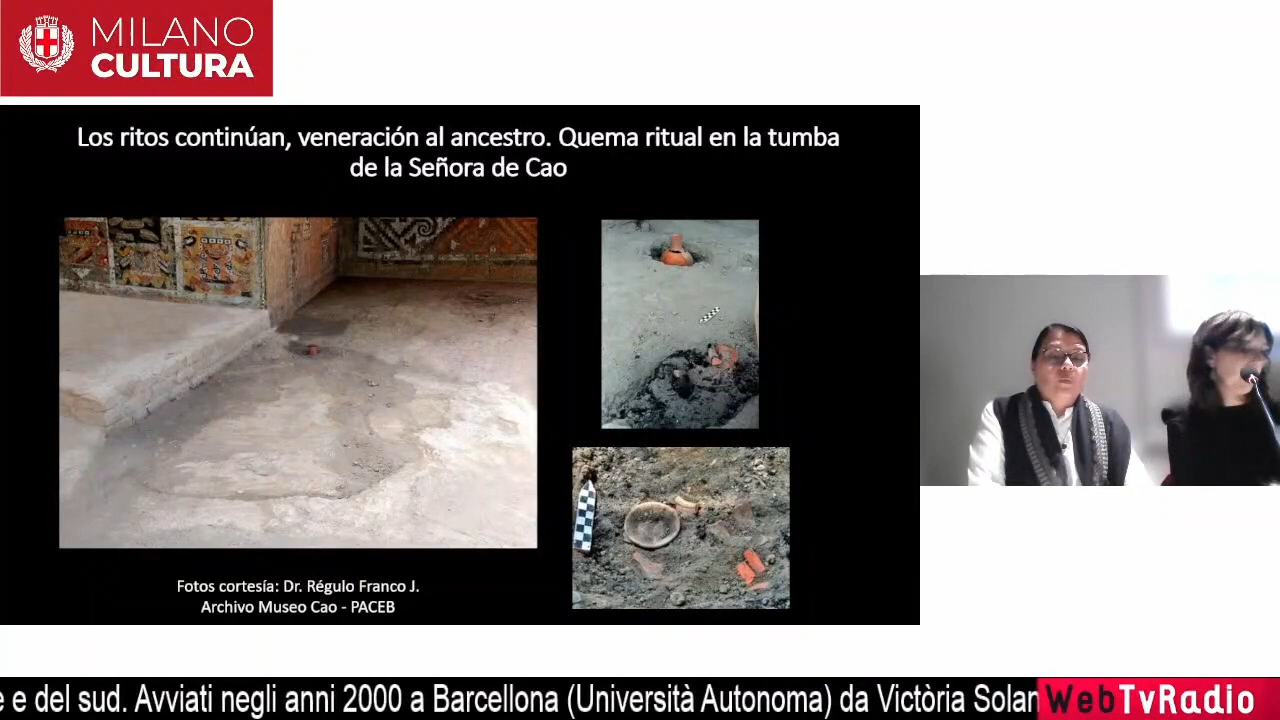 MILANO
CULTURA
Los ritos continúan, veneración al ancestro. Quema ritual en la tumba
de la Señora de Cao
Fotos cortesía: Dr. Régulo Franco J.
Archivo Museo Cao - PACEB
e e del sud. Avviati negli anni 2000 a Barcellona (Università Autonoma) da Victòria Solan
WebTvRadio